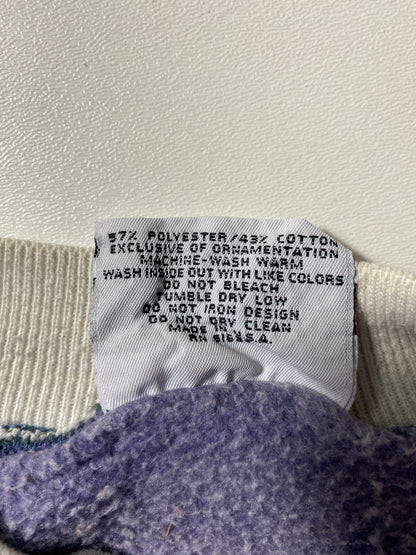 57% POLYESTER/43% COTTON
EXCLUSIVE OF ORNAMENTATION
MACHINE-WASH WARM
WASH INSIDE OUT WITH LIKE COLORS
DO NOT BLEACH
TUMBLE DRY LOW
DO NOT IRON DESIGN
DO NOT DRY CLEAN
MADE IN
RN